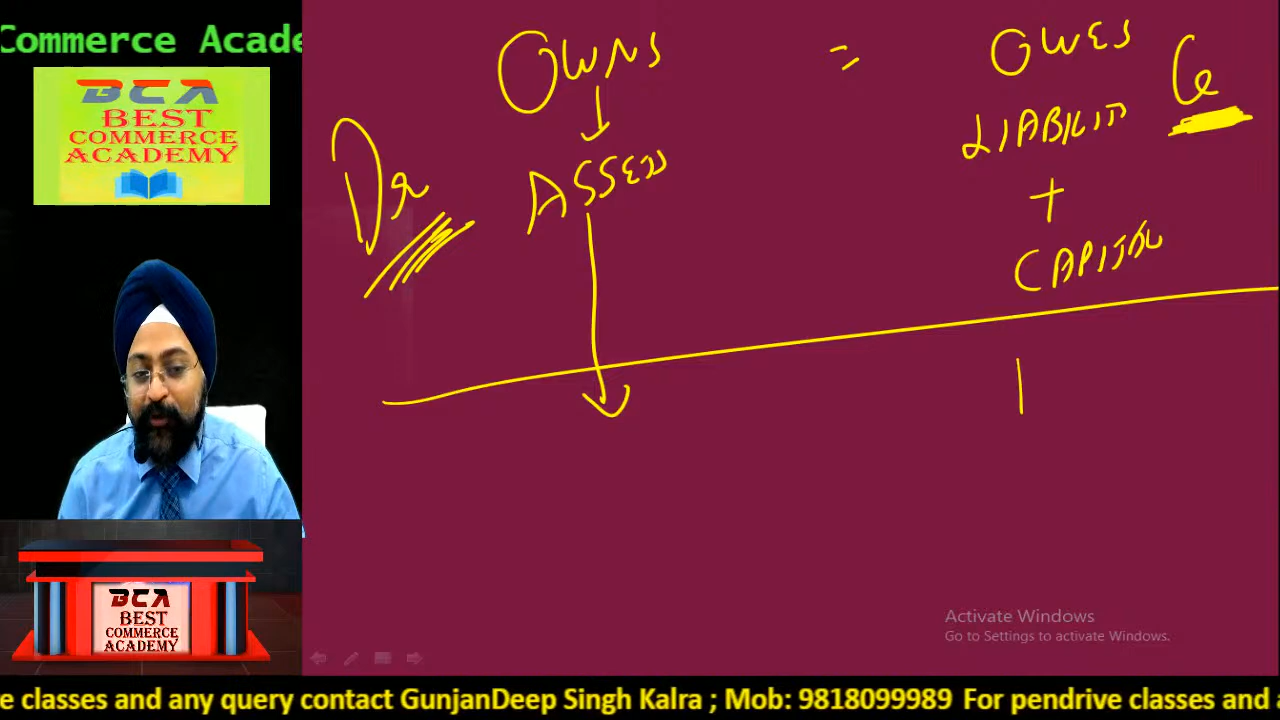 Commerce Acade
BCA
BEST
COMMERCE
ACADEMY
OWNS = OWES
Dr ASSETS LIABILITI Cr
+
CAPITAL
BCA
BEST
COMMERCE
ACADEMY
Activate Windows
Go to Settings to activate Windows.
e classes and any query contact GunjanDeep Singh Kalra ; Mob: 9818099989 For pendrive classes and a